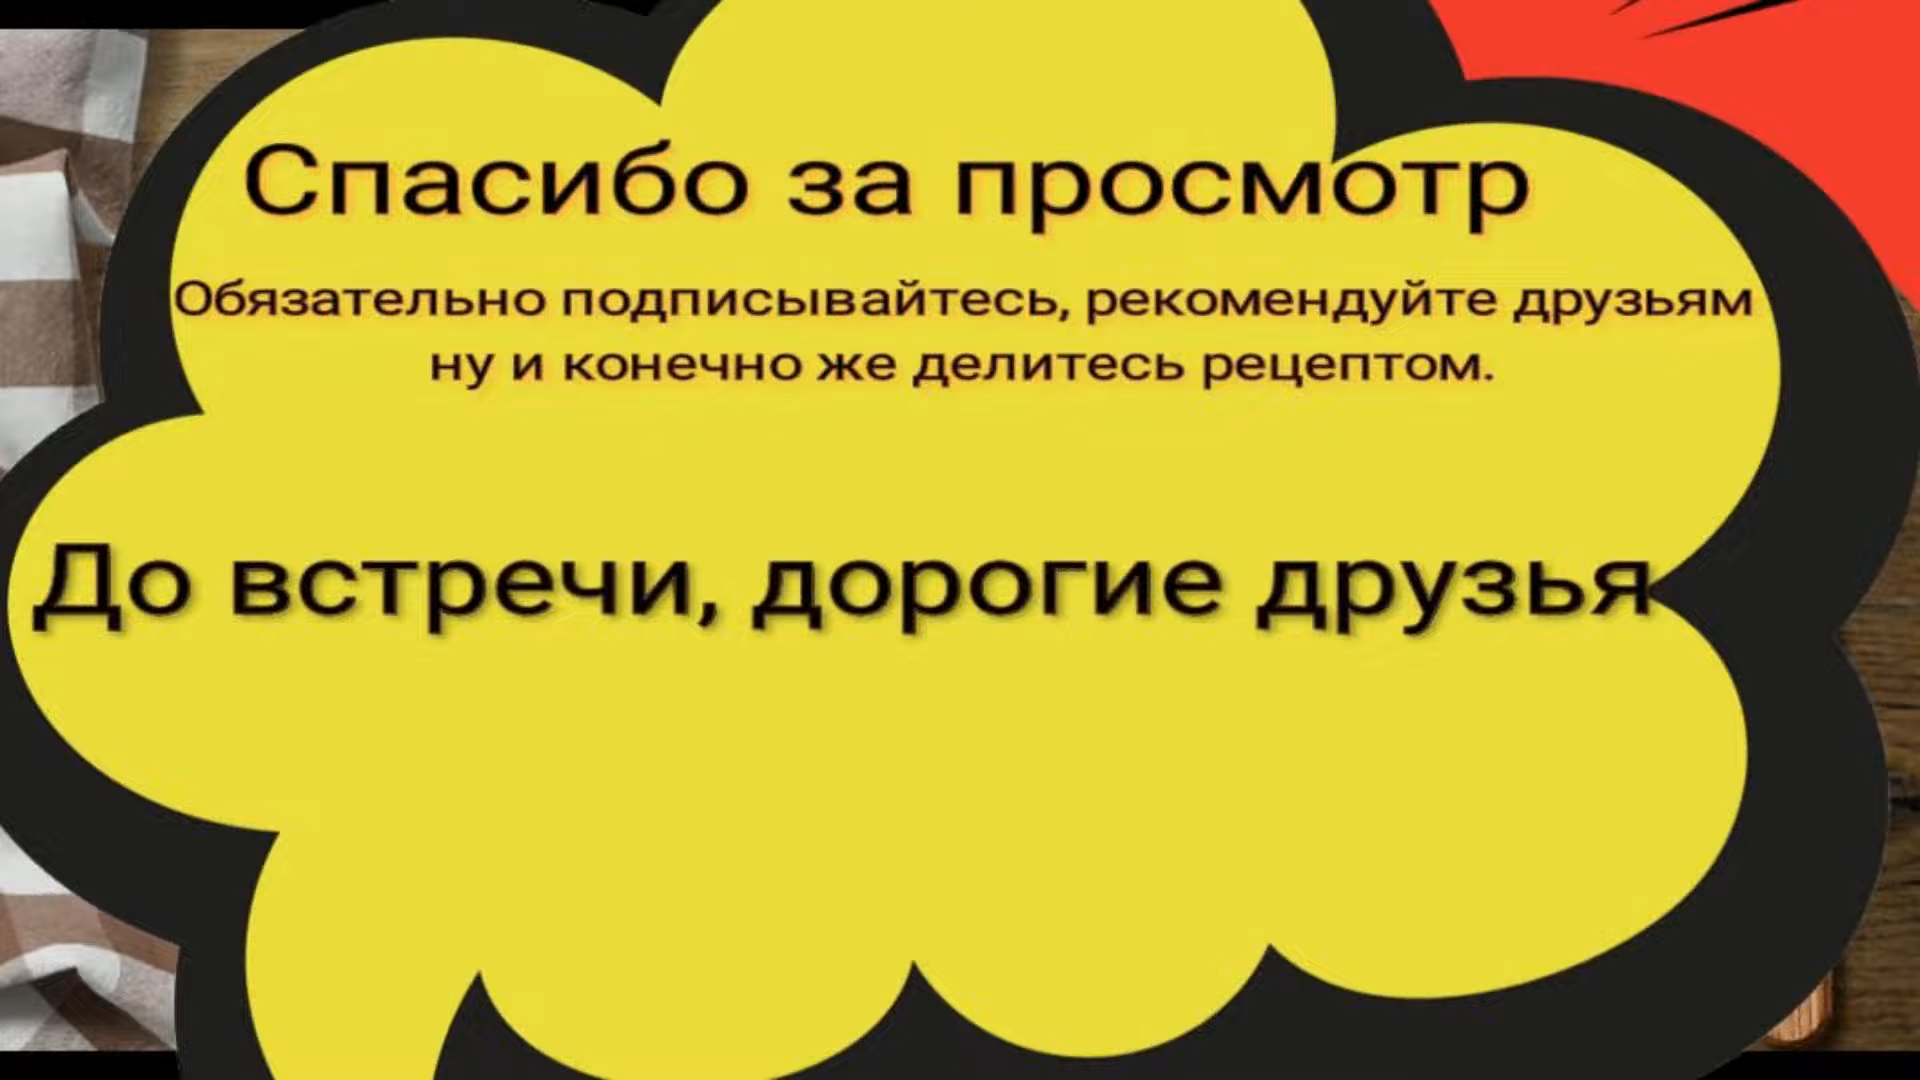 Спасибо за просмотр
Обязательно подписывайтесь, рекомендуйте друзьям
ну и конечно же делитесь рецептом.
До встречи, дорогие друзья